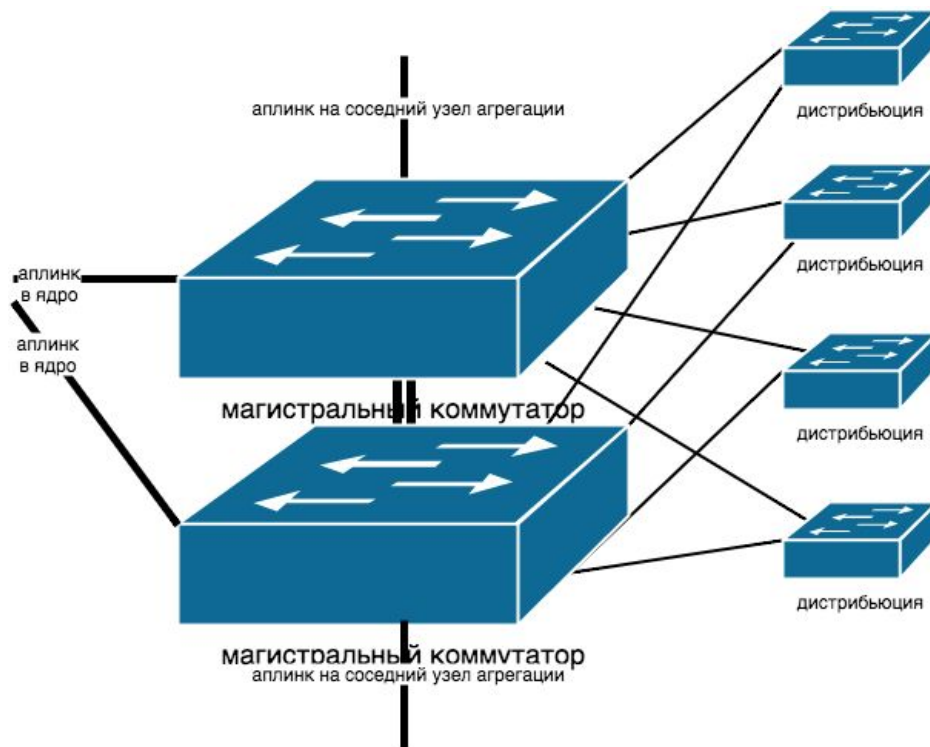 дистрибьюция
аплинк на соседний узел агрегации
дистрибьюция
аплинк
в ядро
аплинк
в ядро
магистральный коммутатор
дистрибьюция
дистрибьюция
магистральный коммутатор
аплинк на соседний узел агрегации